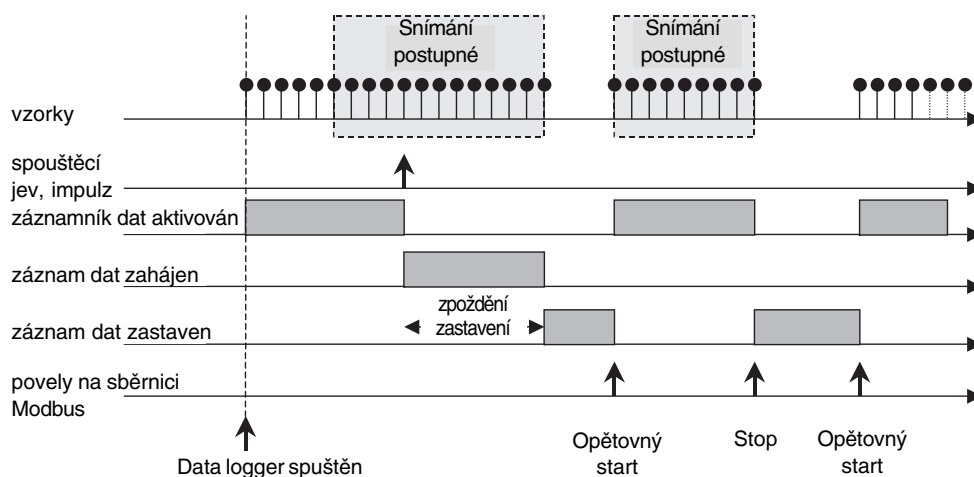 Snímání
postupné
Snímání
postupné
vzorky
spouštěcí
jev, impulz
záznamník dat aktivován
záznam dat zahájen
zpoždění
zastavení
záznam dat zastaven
povely na sběrnici
Modbus
Data logger spuštěn
Opětovný
start
Stop
Opětovný
start